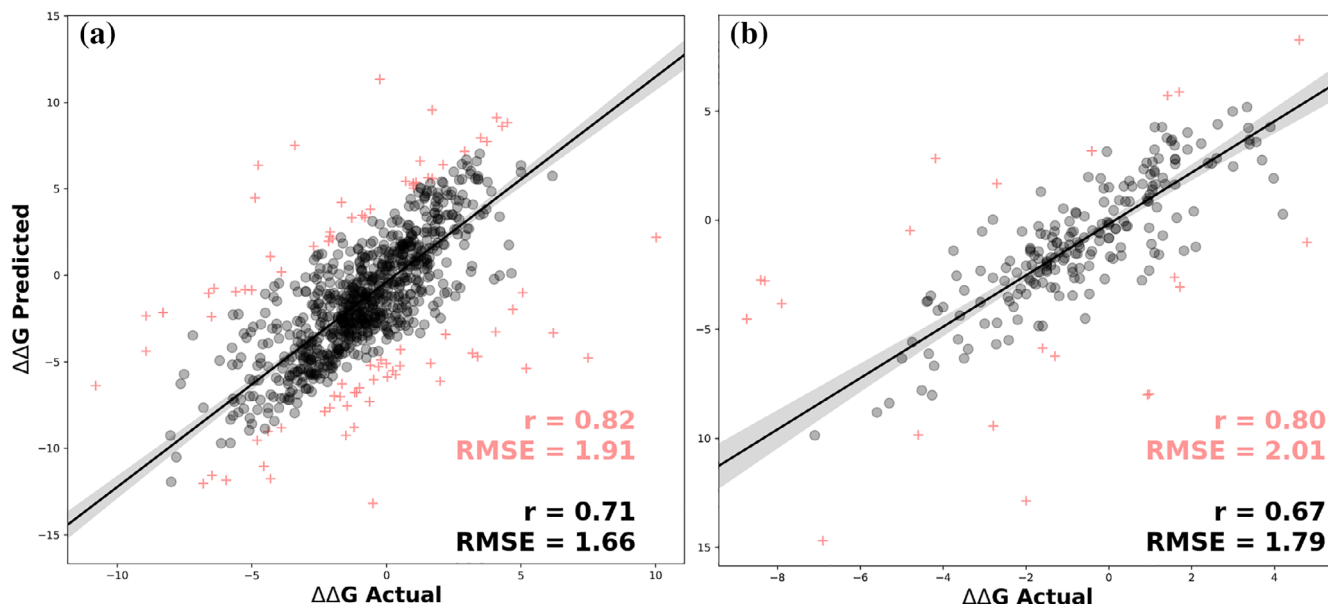 (a)
15
10
5
0
−5
−10
−15
ΔΔG Predicted
−10 −5 0 5 10
ΔΔG Actual
r = 0.82
RMSE = 1.91
r = 0.71
RMSE = 1.66
(b)
5
0
5
10
15
−8 −6 −4 −2 0 2 4
ΔΔG Actual
r = 0.80
RMSE = 2.01
r = 0.67
RMSE = 1.79